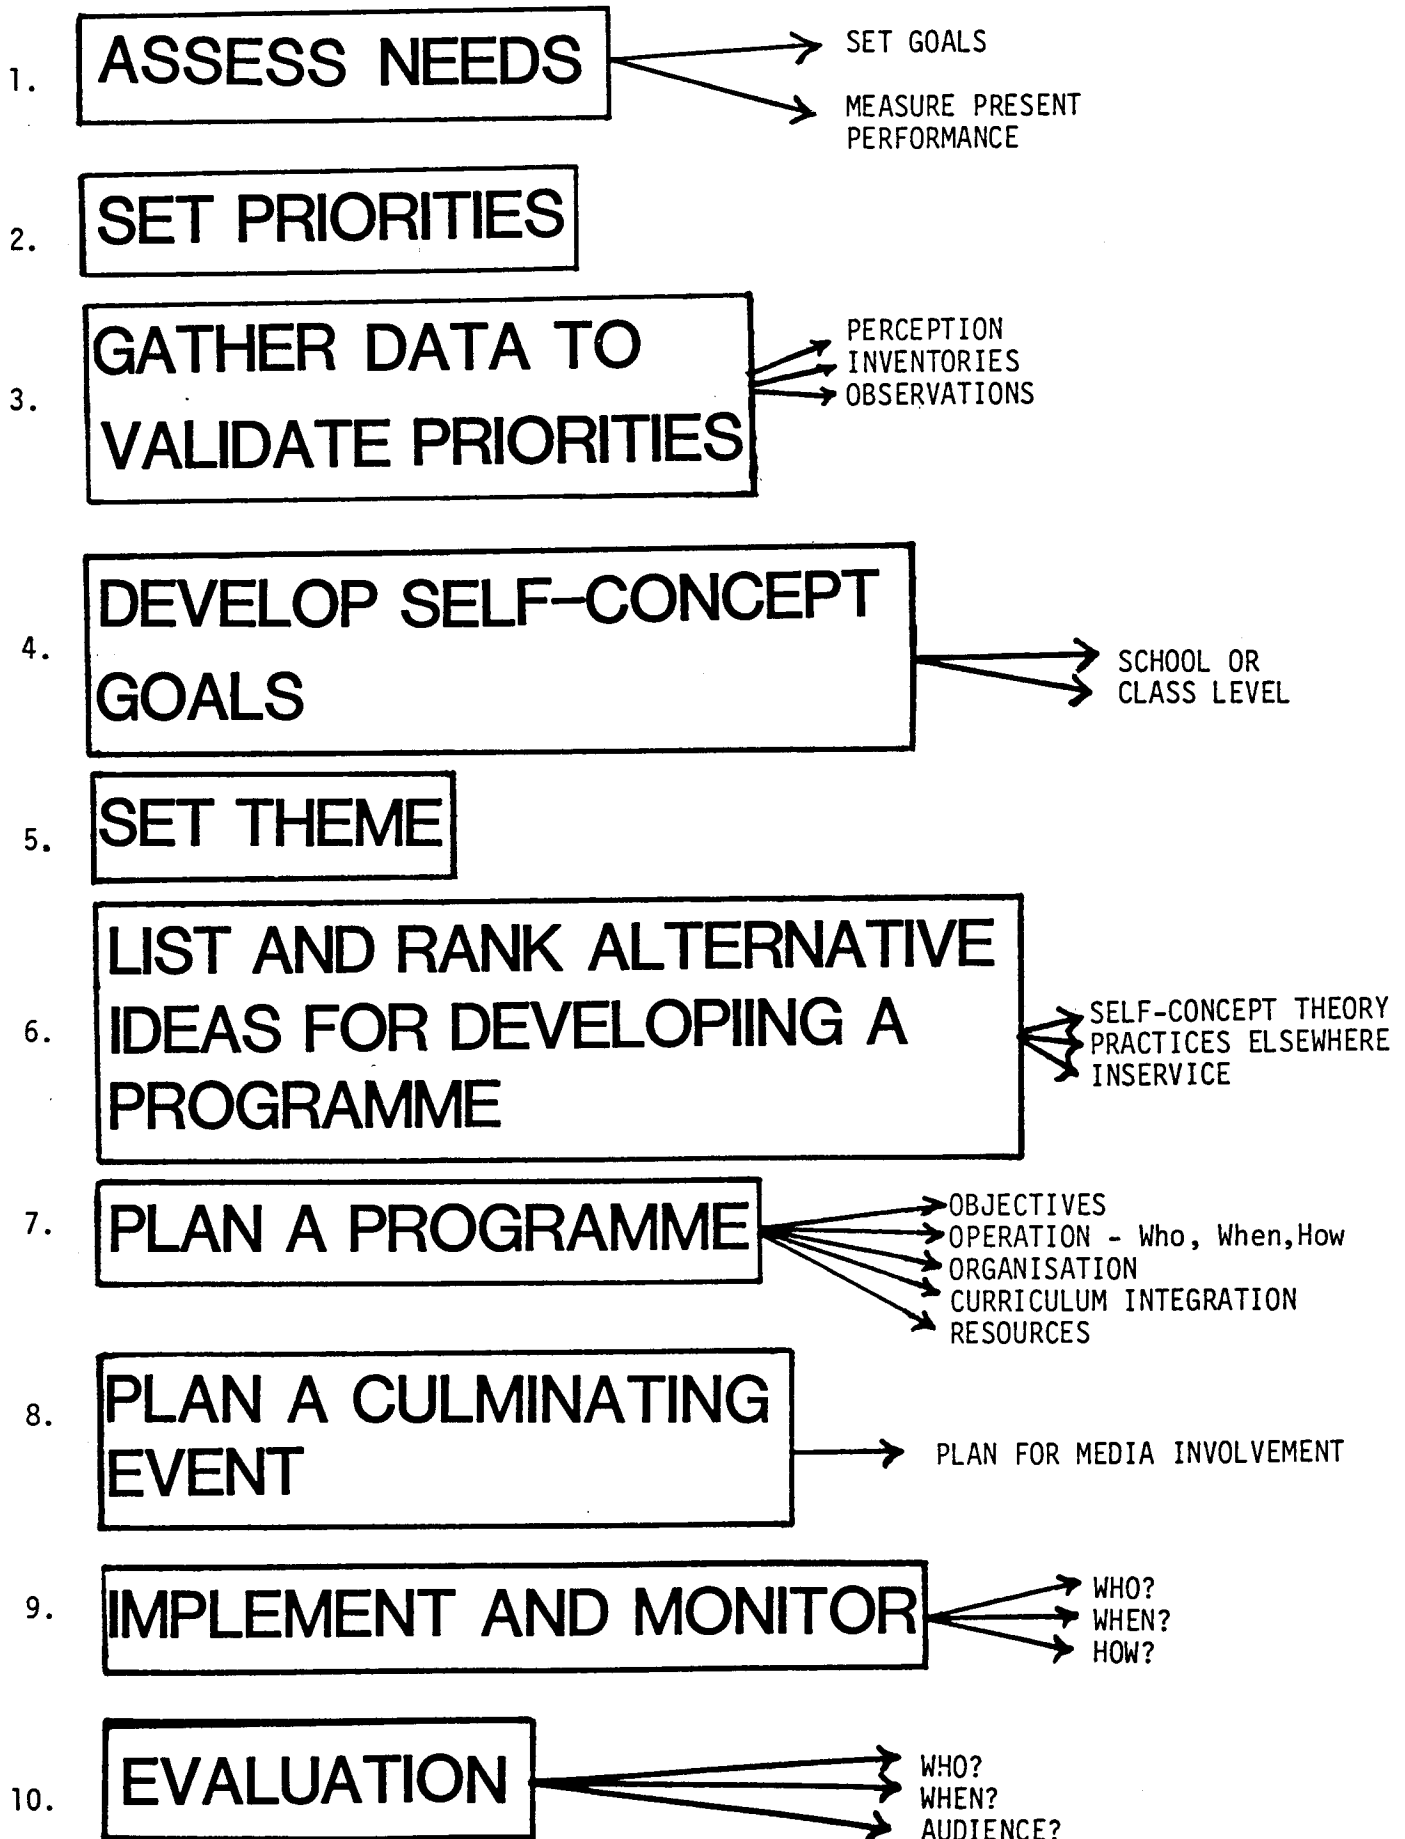 1.
ASSESS NEEDS
SET GOALS
MEASURE PRESENT
PERFORMANCE
2.
SET PRIORITIES
3.
GATHER DATA TO
VALIDATE PRIORITIES
PERCEPTION
INVENTORIES
OBSERVATIONS
4.
DEVELOP SELF-CONCEPT
GOALS
SCHOOL OR
CLASS LEVEL
5.
SET THEME
6.
LIST AND RANK ALTERNATIVE
IDEAS FOR DEVELOPIING A
PROGRAMME
SELF-CONCEPT THEORY
PRACTICES ELSEWHERE
INSERVICE
7.
PLAN A PROGRAMME
OBJECTIVES
OPERATION - Who, When,How
ORGANISATION
CURRICULUM INTEGRATION
RESOURCES
8.
PLAN A CULMINATING
EVENT
PLAN FOR MEDIA INVOLVEMENT
9.
IMPLEMENT AND MONITOR
WHO?
WHEN?
HOW?
10.
EVALUATION
WHO?
WHEN?
AUDIENCE?